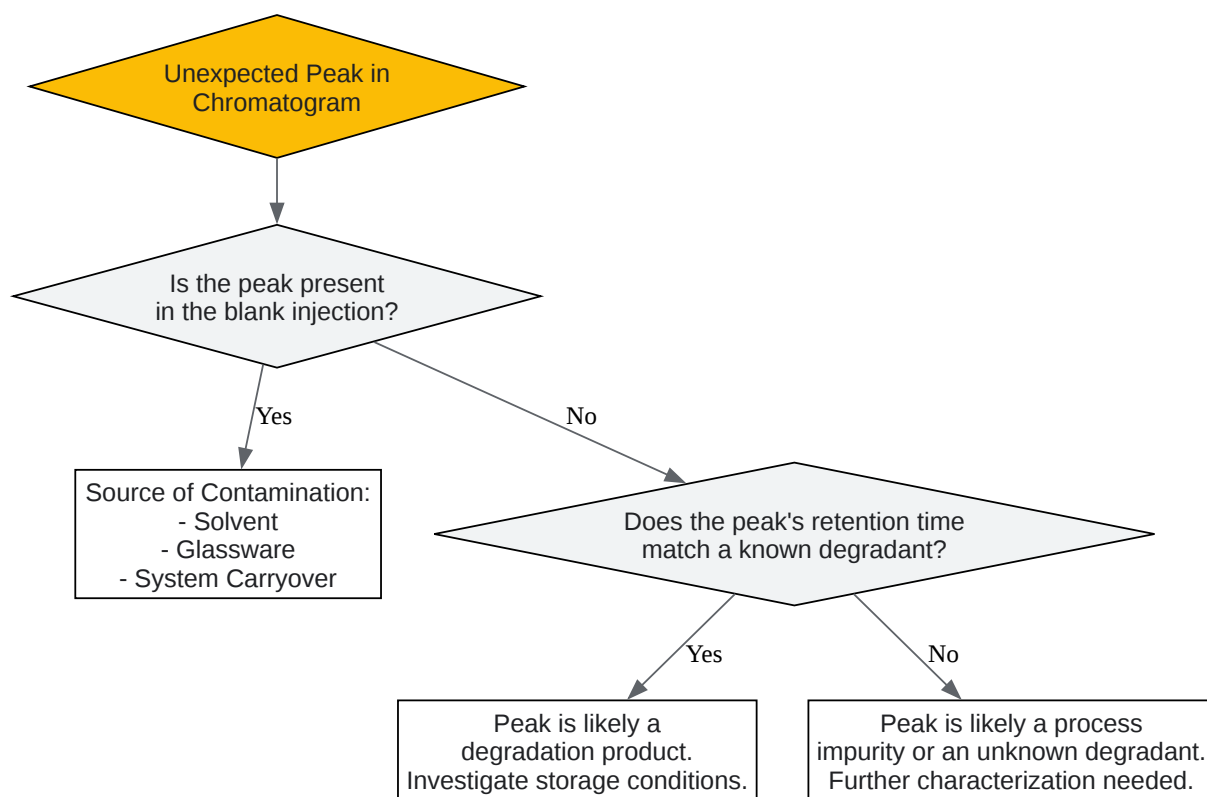 Unexpected Peak in
Chromatogram
Is the peak present
in the blank injection?
Yes
No
Source of Contamination:
- Solvent
- Glassware
- System Carryover
Does the peak's retention time
match a known degradant?
Yes
No
Peak is likely a
degradation product.
Investigate storage conditions.
Peak is likely a process
impurity or an unknown degradant.
Further characterization needed.